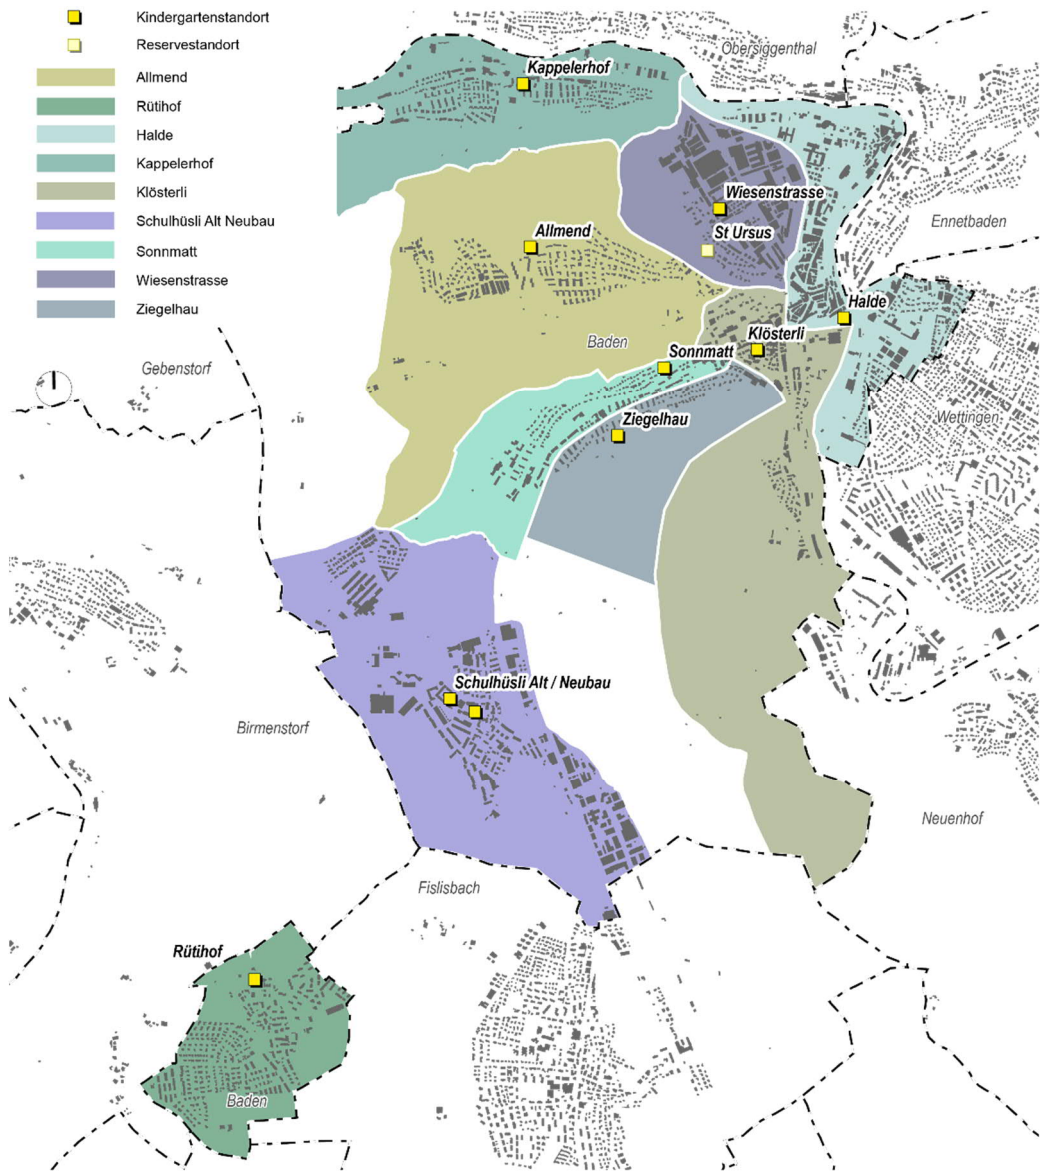 Kindergartenstandort
Reservestandort
Allmend
Rütihof
Halde
Kappelerhof
Klösterli
Schulhüsli Alt Neubau
Sonnmatt
Wiesenstrasse
Ziegelhau
Obersiggenthal
Kappelerhof
Wiesenstrasse
Ennetbaden
Allmend
St Ursus
Halde
Klösterli
Baden
Sonnmatt
Gebenstorf
Wettingen
Ziegelhau
Schulhüsli Alt / Neubau
Birmenstorf
Neuenhof
Fislisbach
Rütihof
Baden